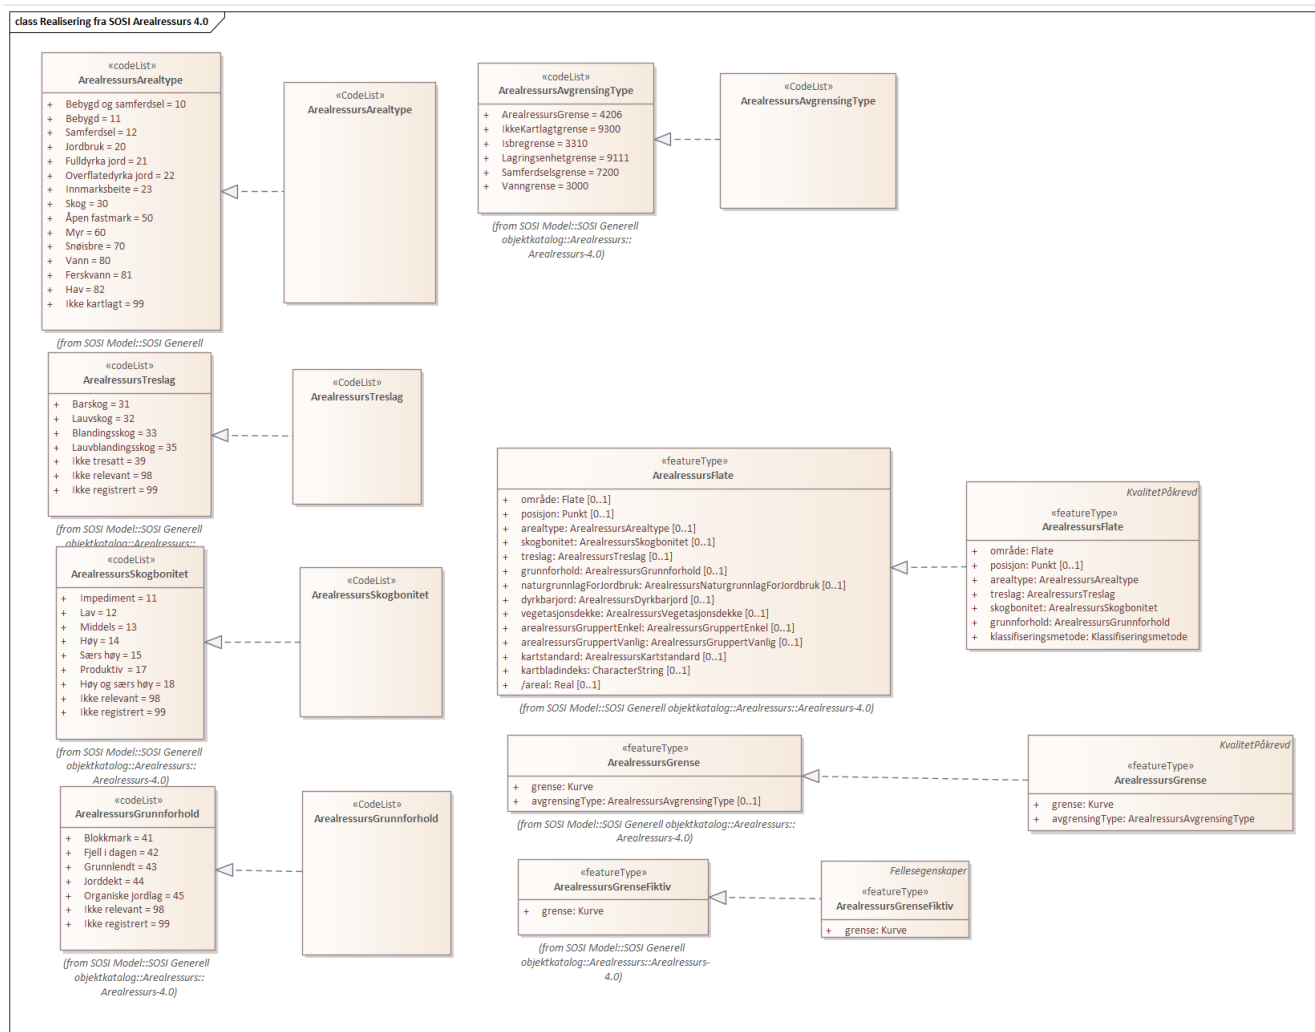 class Realisering fra SOSI Arealressurs 4.0
«codeList»
ArealressursArealtype
+ Bebygd og samferdsel = 10
+ Bebygd = 11
+ Samferdsel = 12
+ Jordbruk = 20
+ Fulldyrka jord = 21
+ Overflatedyrka jord = 22
+ Innmarksbeite = 23
+ Skog = 30
+ Åpen fastmark = 50
+ Myr = 60
+ Snøisbre = 70
+ Vann = 80
+ Ferskvann = 81
+ Hav = 82
+ Ikke kartlagt = 99
(from SOSI Model::SOSI Generell
«CodeList»
ArealressursArealtype
«codeList»
ArealressursAvgrensingType
+ ArealressursGrense = 4206
+ IkkeKartlagtgrense = 9300
+ Isbregrense = 3310
+ Lagringsenhetgrense = 9111
+ Samferdselsgrense = 7200
+ Vanngrense = 3000
(from SOSI Model::SOSI Generell
objektkatalog::Arealressurs::
Arealressurs-4.0)
«CodeList»
ArealressursAvgrensingType
«codeList»
ArealressursTreslag
+ Barskog = 31
+ Lauvskog = 32
+ Blandingsskog = 33
+ Lauvblandingsskog = 35
+ Ikke tresatt = 39
+ Ikke relevant = 98
+ Ikke registrert = 99
(from SOSI Model::SOSI Generell
objektkatalog::Arealressurs::
«CodeList»
ArealressursTreslag
«codeList»
ArealressursSkogbonitet
+ Impediment = 11
+ Lav = 12
+ Middels = 13
+ Høy = 14
+ Særs høy = 15
+ Produktiv = 17
+ Høy og særs høy = 18
+ Ikke relevant = 98
+ Ikke registrert = 99
(from SOSI Model::SOSI Generell
objektkatalog::Arealressurs::
Arealressurs-4.0)
«CodeList»
ArealressursSkogbonitet
«codeList»
ArealressursGrunnforhold
+ Blokkmark = 41
+ Fjell i dagen = 42
+ Grunnlendt = 43
+ Jorddekt = 44
+ Organiske jordlag = 45
+ Ikke relevant = 98
+ Ikke registrert = 99
(from SOSI Model::SOSI Generell
objektkatalog::Arealressurs::
Arealressurs-4.0)
«CodeList»
ArealressursGrunnforhold
«featureType»
ArealressursFlate
+ område: Flate [0..1]
+ posisjon: Punkt [0..1]
+ arealtype: ArealressursArealtype [0..1]
+ skogbonitet: ArealressursSkogbonitet [0..1]
+ treslag: ArealressursTreslag [0..1]
+ grunnforhold: ArealressursGrunnforhold [0..1]
+ naturgrunnlagForJordbruk: ArealressursNaturgrunnlagForJordbruk [0..1]
+ dyrkbarjord: ArealressursDyrkbarjord [0..1]
+ vegetasjonsdekke: ArealressursVegetasjonsdekke [0..1]
+ arealressursGruppertEnkel: ArealressursGruppertEnkel [0..1]
+ arealressursGruppertVanlig: ArealressursGruppertVanlig [0..1]
+ kartstandard: ArealressursKartstandard [0..1]
+ kartbladindeks: CharacterString [0..1]
+ /areal: Real [0..1]
(from SOSI Model::SOSI Generell objektkatalog::Arealressurs::Arealressurs-4.0)
KvalitetPåkrevd
«featureType»
ArealressursFlate
+ område: Flate
+ posisjon: Punkt [0..1]
+ arealtype: ArealressursArealtype
+ treslag: ArealressursTreslag
+ skogbonitet: ArealressursSkogbonitet
+ grunnforhold: ArealressursGrunnforhold
+ klassifiseringsmetode: Klassifiseringsmetode
«featureType»
ArealressursGrense
+ grense: Kurve
+ avgrensingType: ArealressursAvgrensingType [0..1]
(from SOSI Model::SOSI Generell objektkatalog::Arealressurs::
Arealressurs-4.0)
KvalitetPåkrevd
«featureType»
ArealressursGrense
+ grense: Kurve
+ avgrensingType: ArealressursAvgrensingType
«featureType»
ArealressursGrenseFiktiv
+ grense: Kurve
(from SOSI Model::SOSI Generell
objektkatalog::Arealressurs::Arealressurs-
4.0)
Fellesegenskaper
«featureType»
ArealressursGrenseFiktiv
+ grense: Kurve